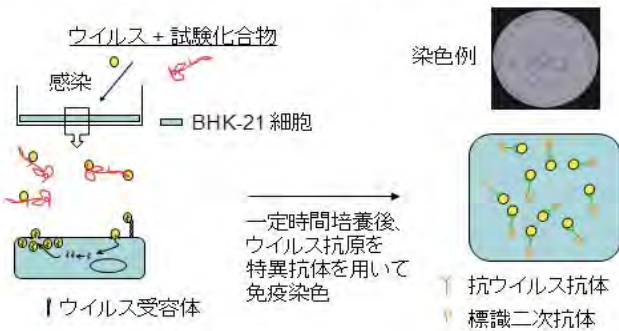 ウイルス + 試験化合物
感染
BHK-21 細胞
ウイルス受容体
一定時間培養後、
ウイルス抗原を
特異抗体を用いて
免疫染色
染色例
抗ウイルス抗体
標識二次抗体